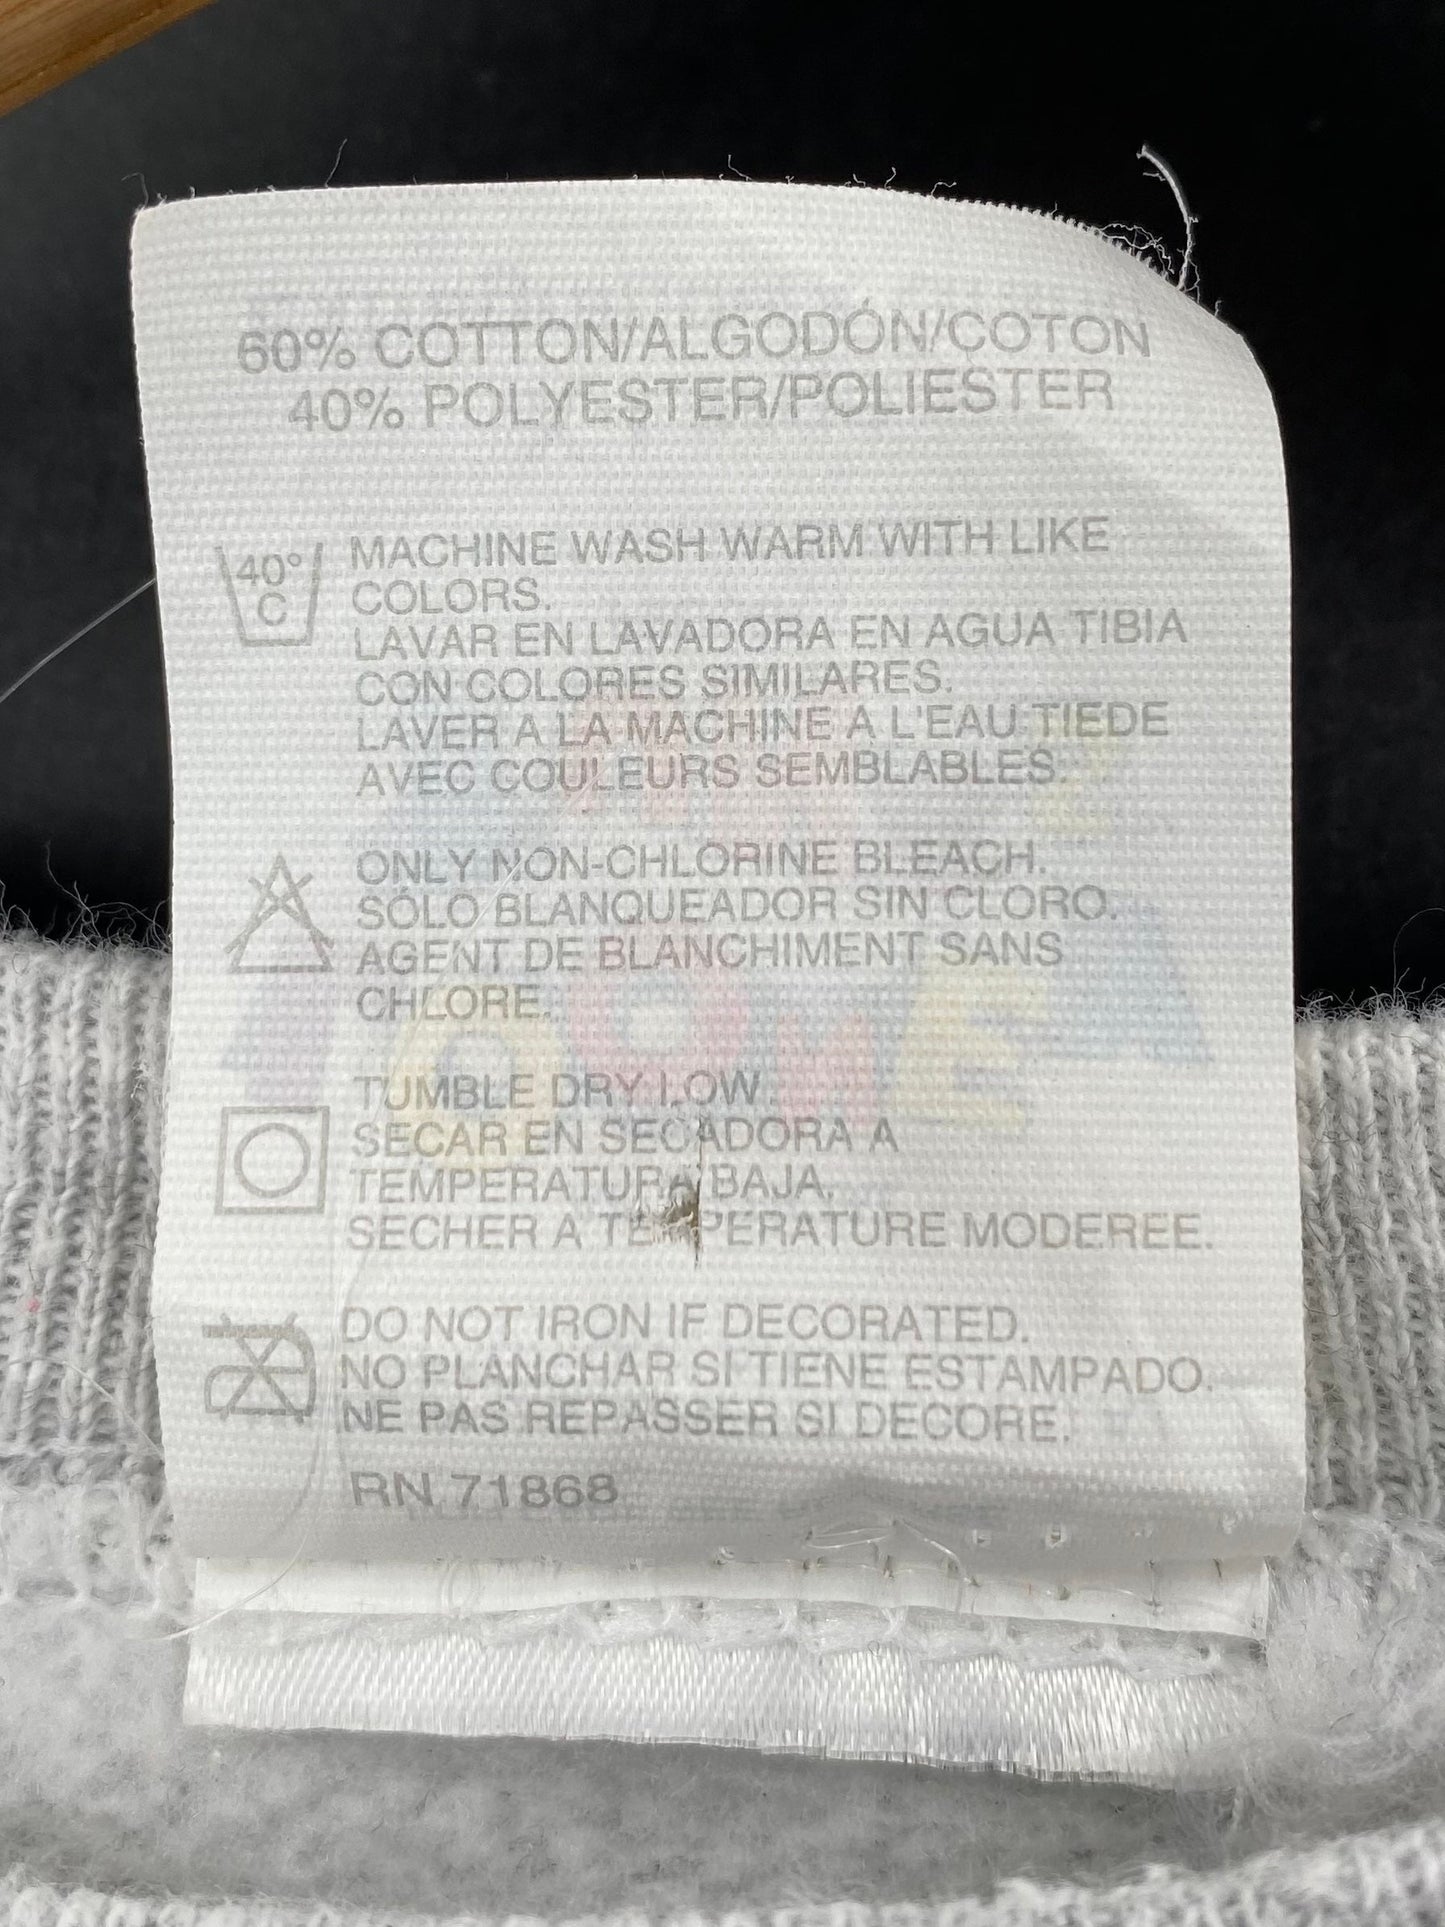 60% COTTON/ALGODÓN/COTON
40% POLYESTER/POLIESTER
40°
C
MACHINE WASH WARM WITH LIKE
COLORS.
LAVAR EN LAVADORA EN AGUA TIBIA
CON COLORES SIMILARES.
LAVER A LA MACHINE A L'EAU TIEDE
AVEC COULEURS SEMBLABLES.
ONLY NON-CHLORINE BLEACH.
SÓLO BLANQUEADOR SIN CLORO.
AGENT DE BLANCHIMENT SANS
CHLORE.
TUMBLE DRY LOW.
SECAR EN SECADORA A
TEMPERATURA BAJA.
SECHER A TEMPERATURE MODEREE.
DO NOT IRON IF DECORATED.
NO PLANCHAR SI TIENE ESTAMPADO.
NE PAS REPASSER SI DECORE.
RN 71868